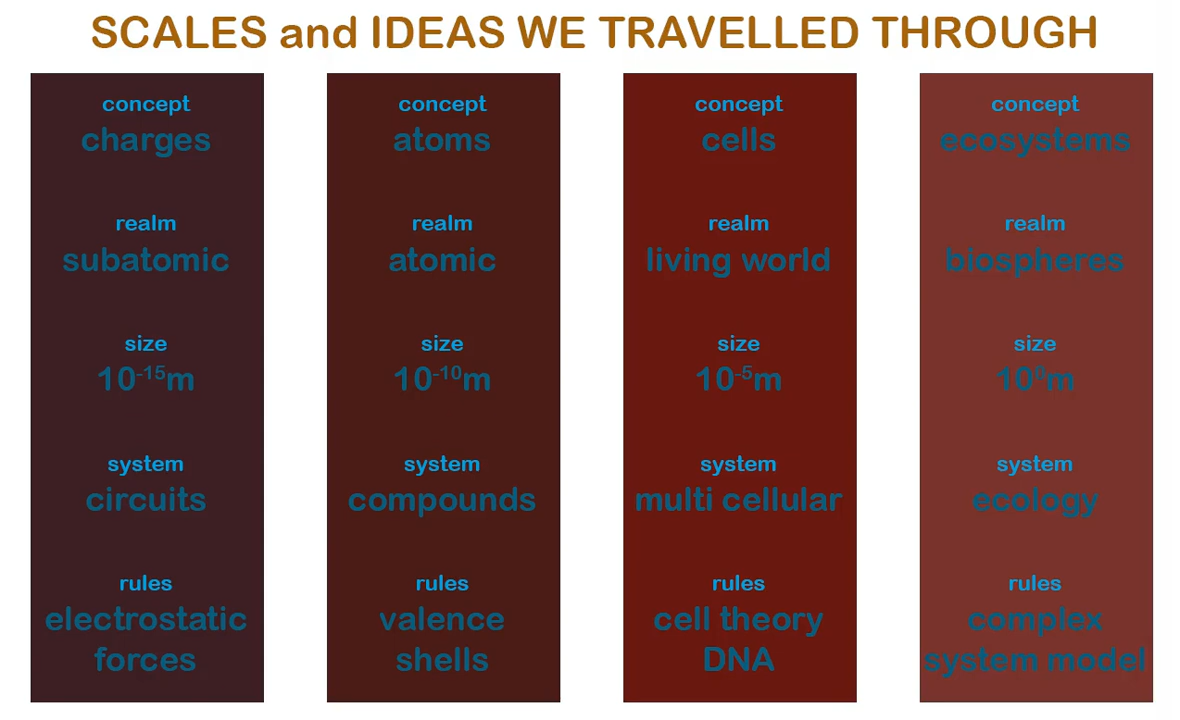 SCALES and IDEAS WE TRAVELLED THROUGH
concept
charges
realm
subatomic
size
10⁻¹⁵m
system
circuits
rules
electrostatic
forces
concept
atoms
realm
atomic
size
10⁻¹⁰m
system
compounds
rules
valence
shells
concept
cells
realm
living world
size
10⁻⁵m
system
multi cellular
rules
cell theory
DNA
concept
ecosystems
realm
biospheres
size
10⁰m
system
ecology
rules
complex
system model